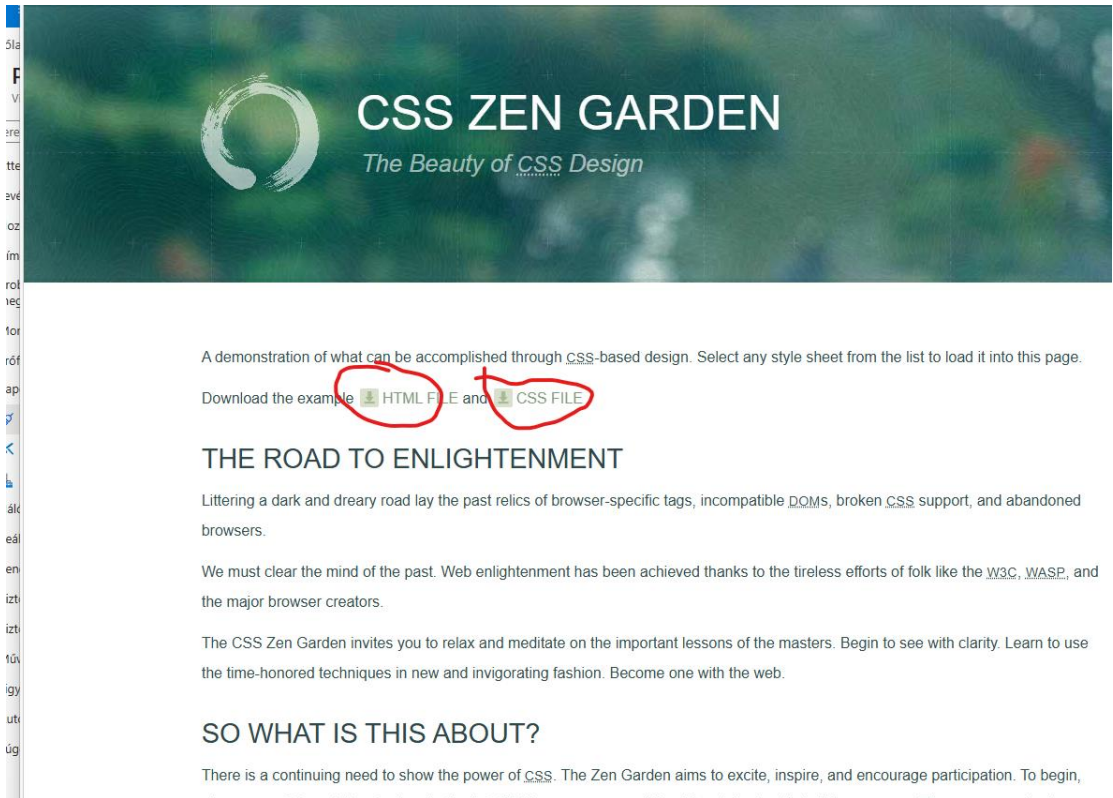 CSS ZEN GARDEN
The Beauty of CSS Design
A demonstration of what can be accomplished through CSS-based design. Select any style sheet from the list to load it into this page.
Download the example HTML FILE and CSS FILE
THE ROAD TO ENLIGHTENMENT
Littering a dark and dreary road lay the past relics of browser-specific tags, incompatible DOMs, broken CSS support, and abandoned
browsers.
We must clear the mind of the past. Web enlightenment has been achieved thanks to the tireless efforts of folk like the W3C, WASP, and
the major browser creators.
The CSS Zen Garden invites you to relax and meditate on the important lessons of the masters. Begin to see with clarity. Learn to use
the time-honored techniques in new and invigorating fashion. Become one with the web.
SO WHAT IS THIS ABOUT?
There is a continuing need to show the power of CSS. The Zen Garden aims to excite, inspire, and encourage participation. To begin,